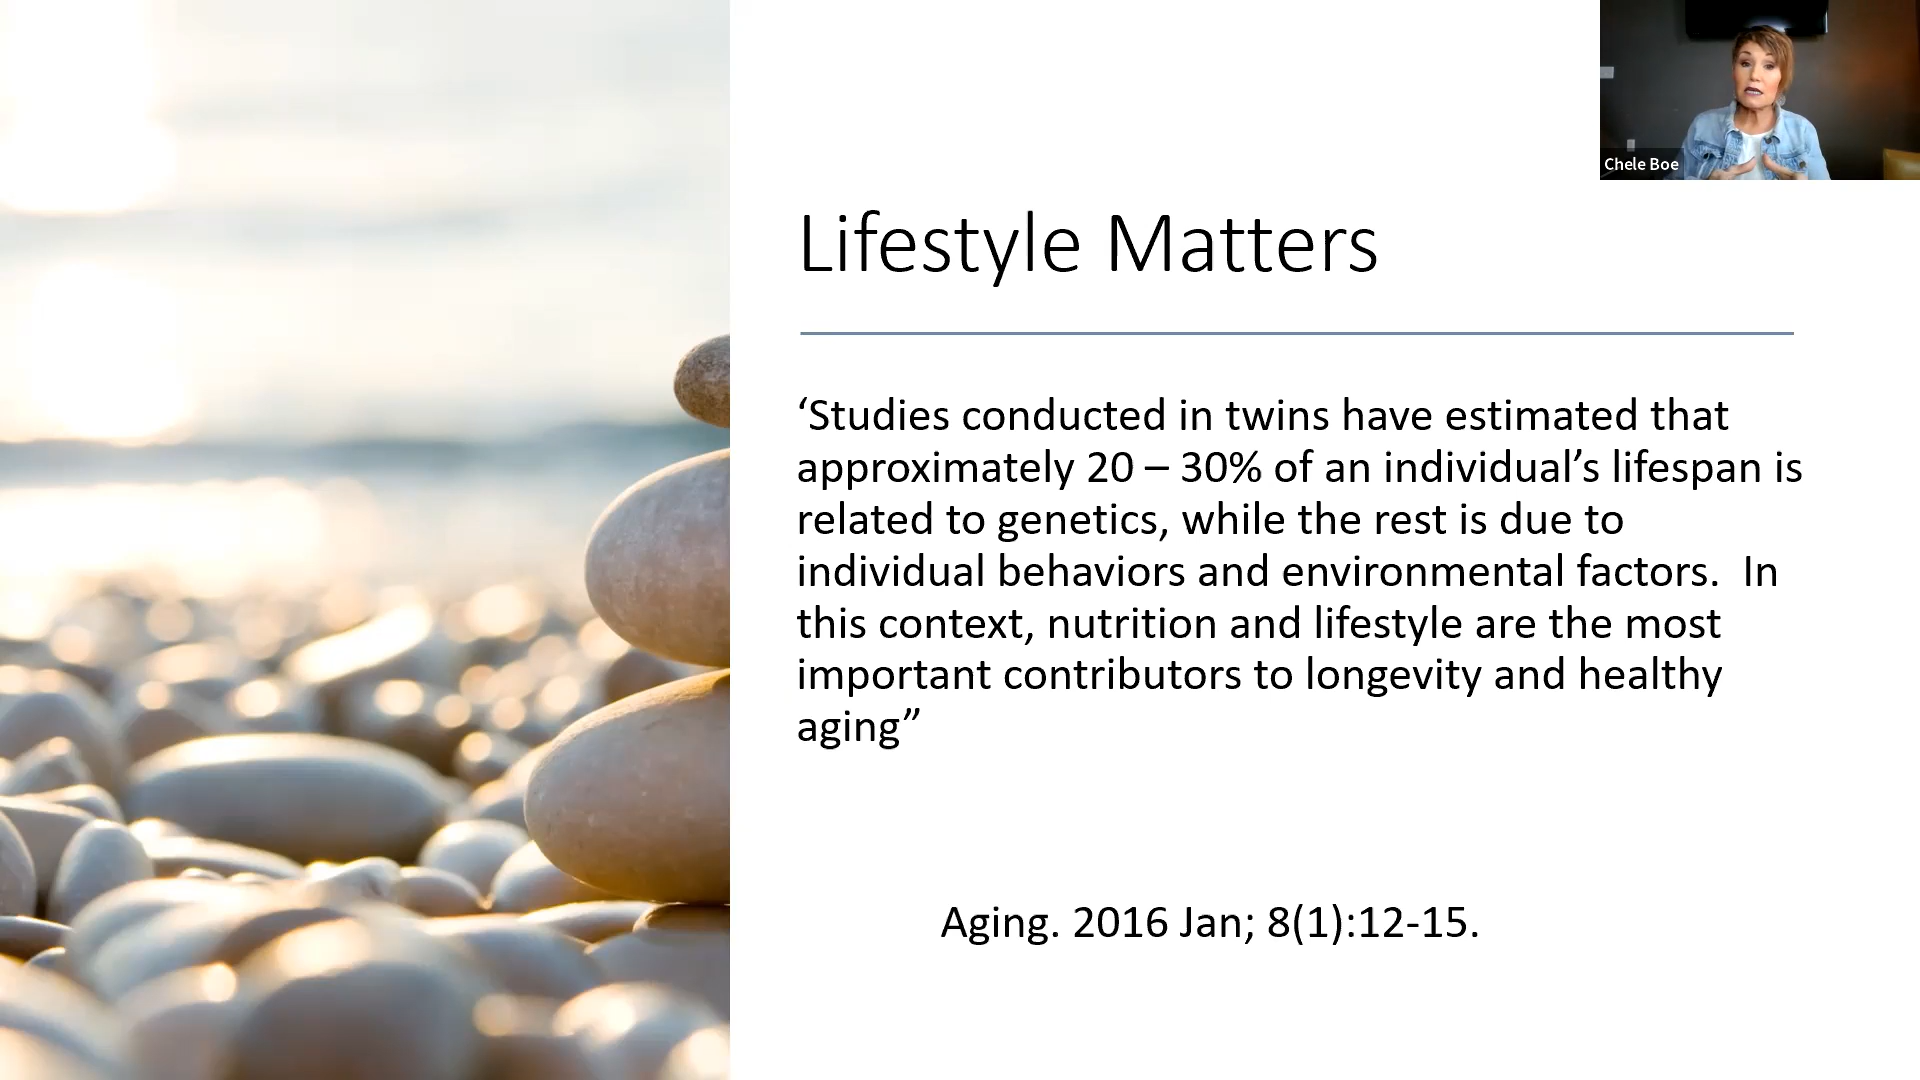 Chele Boe
Lifestyle Matters
‘Studies conducted in twins have estimated that
approximately 20 – 30% of an individual’s lifespan is
related to genetics, while the rest is due to
individual behaviors and environmental factors.  In
this context, nutrition and lifestyle are the most
important contributors to longevity and healthy
aging”
Aging. 2016 Jan; 8(1):12-15.